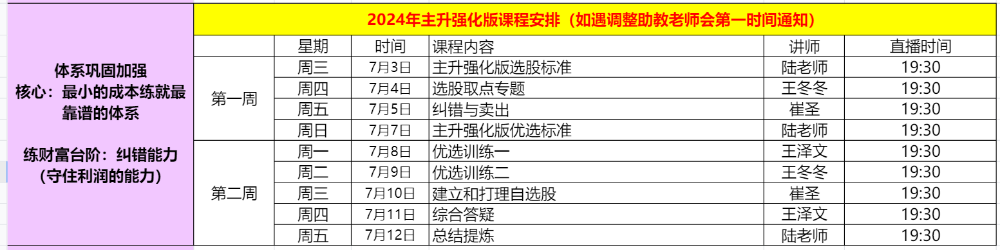 体系巩固加强
核心：最小的成本练就最
靠谱的体系
练财富台阶：纠错能力
（守住利润的能力）
2024年主升强化版课程安排（如遇调整助教老师会第一时间通知）
星期 时间 课程内容 讲师 直播时间
第一周
周三 7月3日 主升强化版选股标准 陆老师 19:30
周四 7月4日 选股取点专题 王冬冬 19:30
周五 7月5日 纠错与卖出 崔圣 19:30
周日 7月7日 主升强化版优选标准 陆老师 19:30
第二周
周一 7月8日 优选训练一 王泽文 19:30
周二 7月9日 优选训练二 王冬冬 19:30
周三 7月10日 建立和打理自选股 崔圣 19:30
周四 7月11日 综合答疑 王泽文 19:30
周五 7月12日 总结提炼 陆老师 19:30